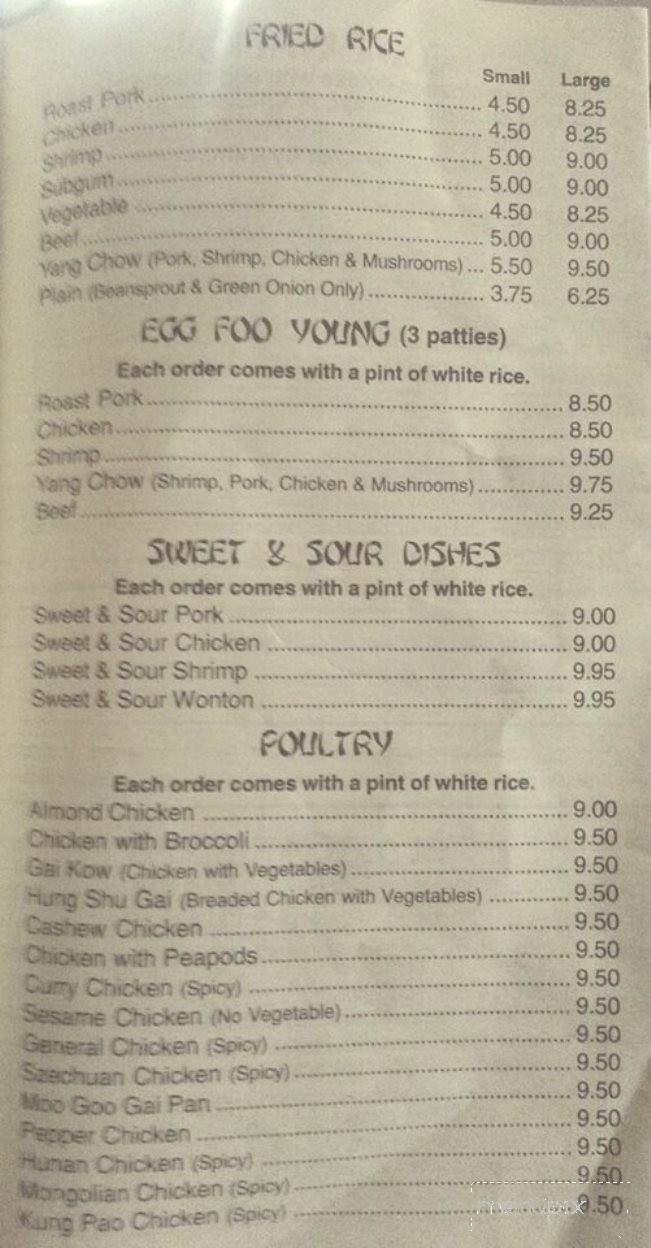 FRIED RICE
Small Large
Roast Pork 4.50 8.25
Chicken 4.50 8.25
Shrimp 5.00 9.00
Subgum 5.00 9.00
Vegetable 4.50 8.25
Beef 5.00 9.00
Yang Chow (Pork, Shrimp, Chicken & Mushrooms) ... 5.50 9.50
Plain (Beansprout & Green Onion Only) 3.75 6.25
EGG FOO YOUNG (3 patties)
Each order comes with a pint of white rice.
Roast Pork 8.50
Chicken 8.50
Shrimp 9.50
Yang Chow (Shrimp, Pork, Chicken & Mushrooms) 9.75
Beef 9.25
SWEET & SOUR DISHES
Each order comes with a pint of white rice.
Sweet & Sour Pork 9.00
Sweet & Sour Chicken 9.00
Sweet & Sour Shrimp 9.95
Sweet & Sour Wonton 9.95
POULTRY
Each order comes with a pint of white rice.
Almond Chicken 9.00
Chicken with Broccoli 9.50
Gai Kow (Chicken with Vegetables) 9.50
Hung Shu Gai (Breaded Chicken with Vegetables) 9.50
Cashew Chicken 9.50
Chicken with Peapods 9.50
Curry Chicken (Spicy) 9.50
Sesame Chicken (No Vegetable) 9.50
General Chicken (Spicy) 9.50
Szechuan Chicken (Spicy) 9.50
Moo Goo Gai Pan 9.50
Pepper Chicken 9.50
Hunan Chicken (Spicy) 9.50
Mongolian Chicken (Spicy) 9.50
Kung Pao Chicken (Spicy) 9.50
menupix